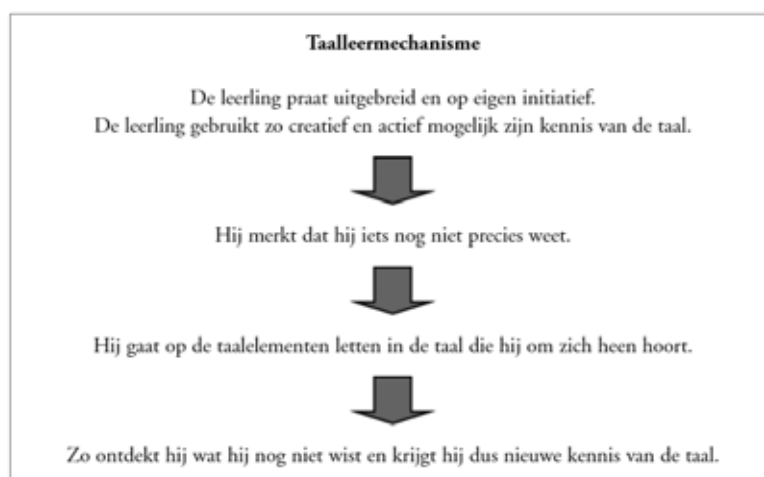 Taalleermechanisme
De leerling praat uitgebreid en op eigen initiatief.
De leerling gebruikt zo creatief en actief mogelijk zijn kennis van de taal.
Hij merkt dat hij iets nog niet precies weet.
Hij gaat op de taalelementen letten in de taal die hij om zich heen hoort.
Zo ontdekt hij wat hij nog niet wist en krijgt hij dus nieuwe kennis van de taal.